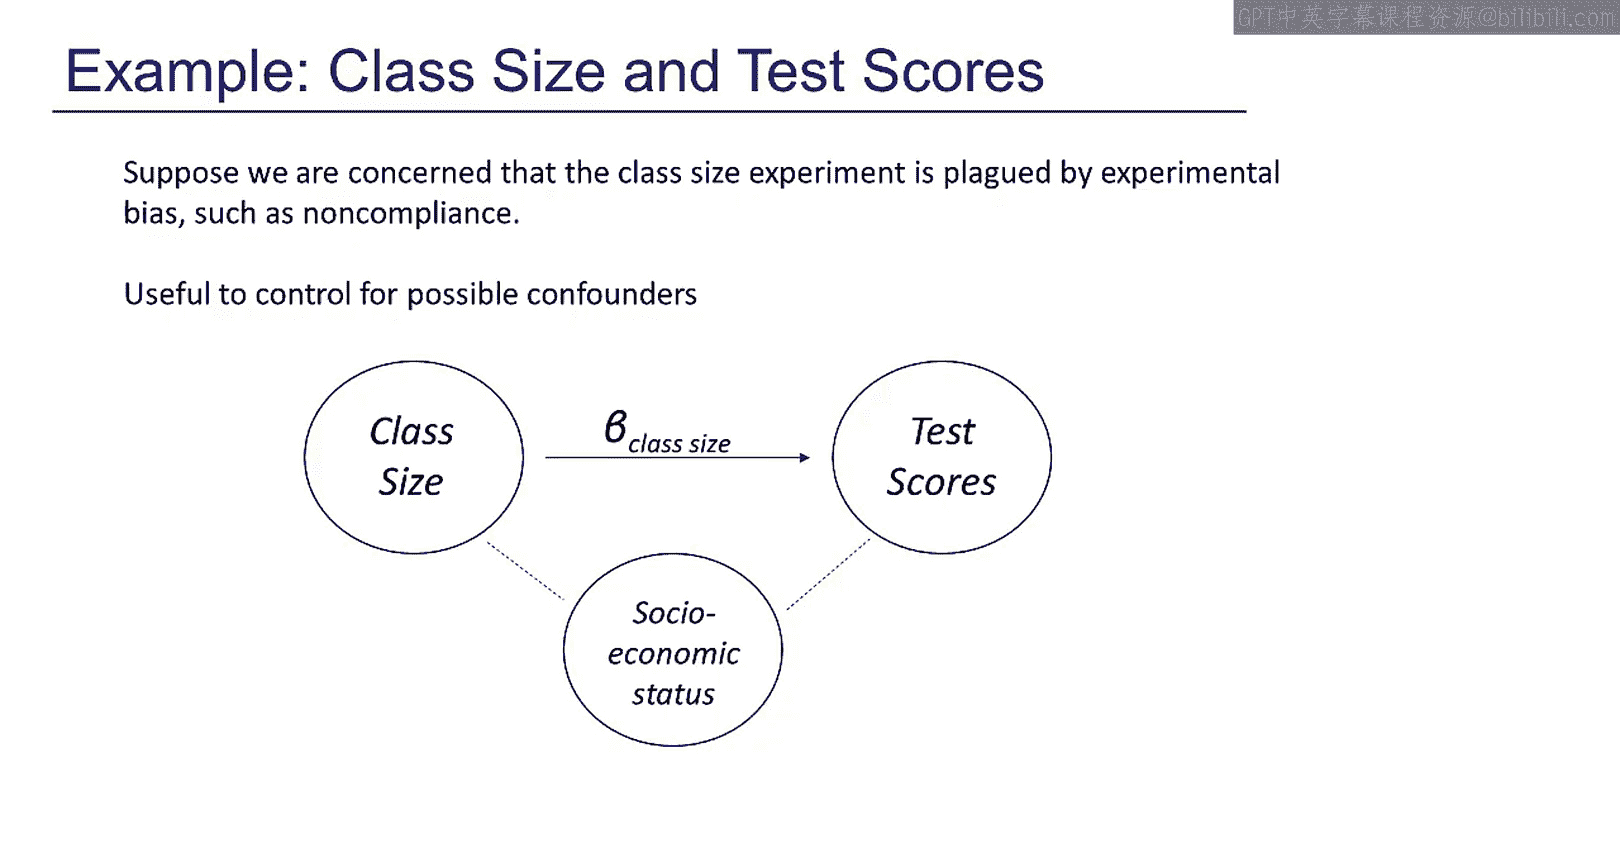 GPT中英字幕课程资源@bilibili.com
Example: Class Size and Test Scores
Suppose we are concerned that the class size experiment is plagued by experimental
bias, such as noncompliance.
Useful to control for possible confounders
Class
Size
β class size
Test
Scores
Socio-
economic
status